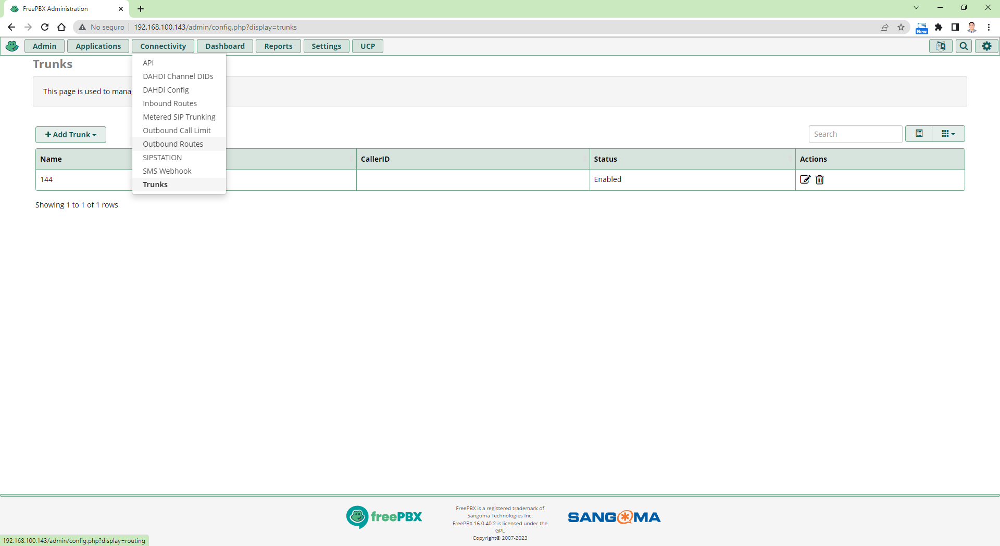 FreePBX Administration
No seguro
192.168.100.143/admin/config.php?display=trunks
New
Admin
Applications
Connectivity
Dashboard
Reports
Settings
UCP
Trunks
API
DAHDI Channel DIDs
DAHDi Config
Inbound Routes
Metered SIP Trunking
Outbound Call Limit
Outbound Routes
SIPSTATION
SMS Webhook
Trunks
This page is used to mana
Add Trunk
Search
Name
CallerID
Status
Actions
144
Enabled
Showing 1 to 1 of 1 rows
freePBX
FreePBX is a registered trademark of
Sangoma Technologies Inc.
FreePBX 16.0.40.2 is licensed under the
GPL
Copyright© 2007-2023
SANGOMA
192.168.100.143/admin/config.php?display=routing